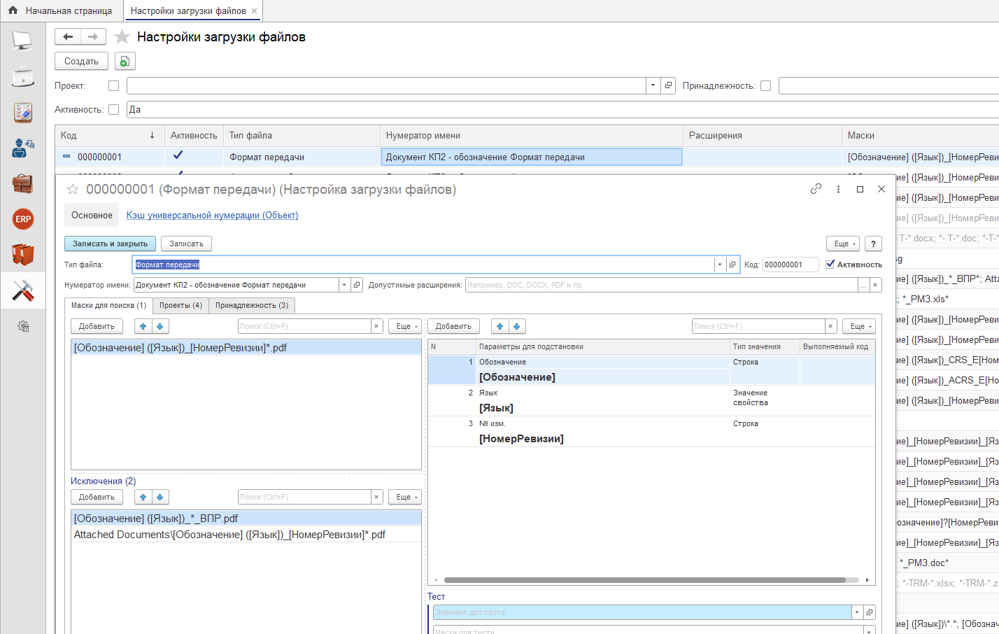 Начальная страница
Настройки загрузки файлов
Настройки загрузки файлов
Создать
Проект:
Принадлежность:
Активность:
Да
Код
Активность
Тип файла
Нумератор имени
Расширения
Маски
000000001
Формат передачи
Документ КП2 - обозначение Формат передачи
[Обозначение] ([Язык])_[НомерРеви
000000001 (Формат передачи) (Настройка загрузки файлов)
Основное
Кэш универсальной нумерации (Объект)
ERP
Записать и закрыть
Записать
Еще
?
Тип файла:
Формат передачи
Код:
000000001
Активность
Нумератор имени:
Документ КП2 - обозначение Формат передачи
Допустимые расширения:
Например, DOC, DOCX, PDF и пр.
...
Маски для поиска (1)
Проекты (4)
Принадлежность (3)
Добавить
Поиск (Ctrl+F)
Еще
[Обозначение] ([Язык])_[НомерРевизии]*.pdf
Исключения (2)
Добавить
Поиск (Ctrl+F)
Еще
[Обозначение] ([Язык])_*_ВПР.pdf
Attached Documents\[Обозначение] ([Язык])_[НомерРевизии]*.pdf
Добавить
Поиск (Ctrl+F)
Еще
N
Параметры для подстановки
Тип значения
Выполняемый код
1
Обозначение
Строка
[Обозначение]
2
Язык
Значение свойства
[Язык]
3
№ изм.
Строка
[НомерРевизии]
Тест
Элемент для теста
Маска для теста
ие] ([Язык])_[НомерРеви
ие] ([Язык])_[НомерРеви
ие] ([Язык])_[НомерРеви
- T-*.docx; *- T-*.doc; *-T-*
sg
ие] ([Язык])_*_ВПР*; Atta
; *_РМЗ.xls*
ие] ([Язык])_[НомерРеви
ие] ([Язык])_[НомерРеви
ие] ([Язык])_CRS_E[Ном
ие] ([Язык])_ACRS_E[Но
ие] ([Язык])_[НомерРеви
ие]_[НомерРевизии]_[Яз
ие]_[НомерРевизии]_[Яз
ие]_[НомерРевизии]_[Яз
ие]_[НомерРевизии]_[Яз
означение]?[НомерРевиз
ие]_[НомерРевизии]_[Яз
*_РМЗ.doc*
; *-TRM-*.xlsx; *-TRM-*.z
ие] ([Язык])\*.*; [Обознач